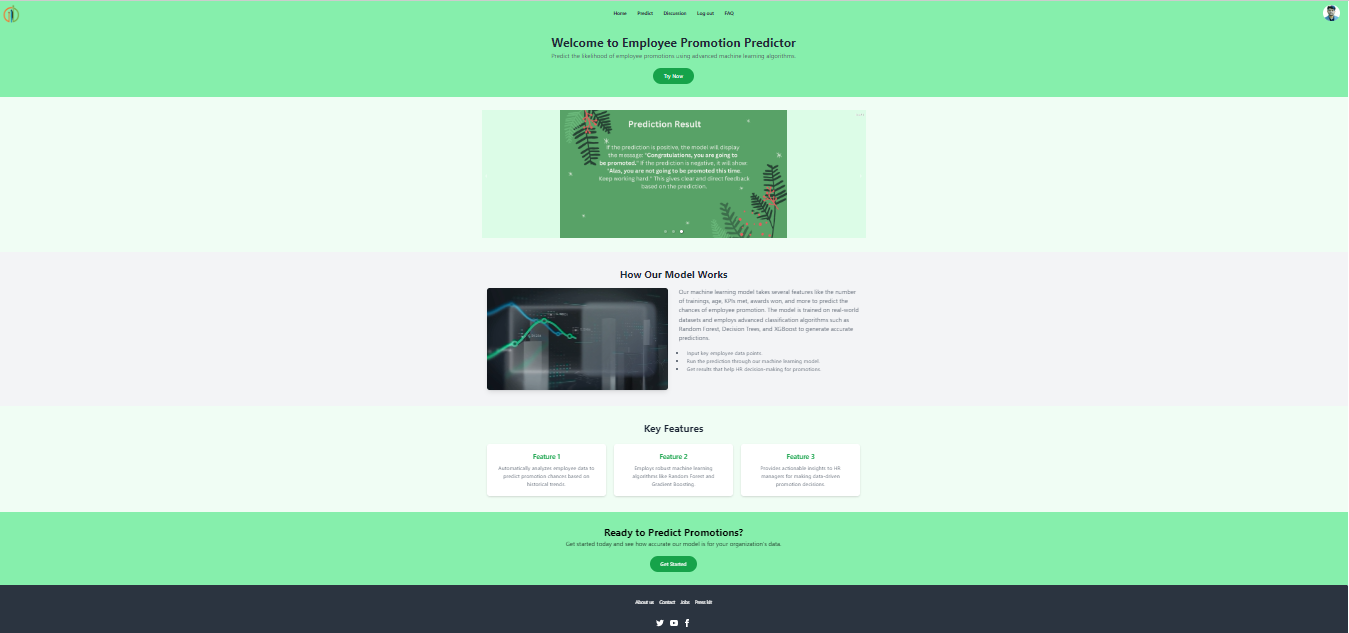 Home Predict Discussion Log out FAQ
Welcome to Employee Promotion Predictor
Predict the likelihood of employee promotions using advanced machine learning algorithms.
Try Now
Prediction Result
If the prediction is positive, the model will display
the message: "Congratulations, you are going to
be promoted." If the prediction is negative, it will show
"Alas, you are not going to be promoted this time.
Keep working hard." This gives clear and direct feedback
based on the prediction.
How Our Model Works
Our machine learning model takes several features like the number
of trainings, age, KPIs met, awards won, and more to predict the
chances of employee promotion. The model is trained on real-world
datasets and employs advanced classification algorithms such as
Random Forest, Decision Trees, and XGBoost to generate accurate
predictions.
Input key employee data points
Run the prediction through our machine learning model
Get results that help HR decision-making for promotions
Key Features
Feature 1
Automatically analyzes employee data to
predict promotion chances based on
historical trends
Feature 2
Employs robust machine learning
algorithms like Random Forest and
Gradient Boosting
Feature 3
Provides actionable insights to HR
managers for making data-driven
promotion decisions
Ready to Predict Promotions?
Get started today and see how accurate our model is for your organization's data.
Get Started
About us Contact Jobs Press kit